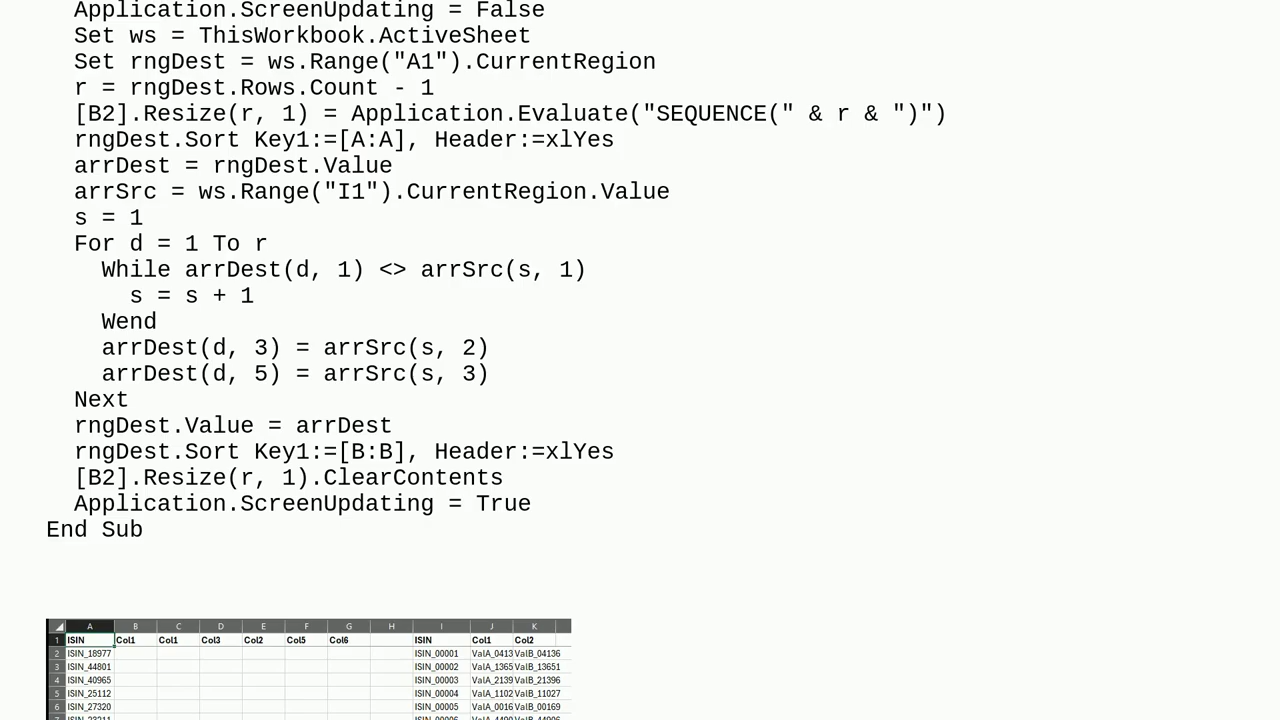 Application.ScreenUpdating = False
Set ws = ThisWorkbook.ActiveSheet
Set rngDest = ws.Range("A1").CurrentRegion
r = rngDest.Rows.Count - 1
[B2].Resize(r, 1) = Application.Evaluate("SEQUENCE(" & r & ")")
rngDest.Sort Key1:=[A:A], Header:=xlYes
arrDest = rngDest.Value
arrSrc = ws.Range("I1").CurrentRegion.Value
s = 1
For d = 1 To r
While arrDest(d, 1) <> arrSrc(s, 1)
s = s + 1
Wend
arrDest(d, 3) = arrSrc(s, 2)
arrDest(d, 5) = arrSrc(s, 3)
Next
rngDest.Value = arrDest
rngDest.Sort Key1:=[B:B], Header:=xlYes
[B2].Resize(r, 1).ClearContents
Application.ScreenUpdating = True
End Sub
A B C D E F G H I J K
1 ISIN Col1 Col1 Col3 Col2 Col5 Col6 ISIN Col1 Col2
2 ISIN_18977 ISIN_00001 ValA_0413 ValB_04136
3 ISIN_44801 ISIN_00002 ValA_1365 ValB_13651
4 ISIN_40965 ISIN_00003 ValA_2139 ValB_21396
5 ISIN_25112 ISIN_00004 ValA_1102 ValB_11027
6 ISIN_27320 ISIN_00005 ValA_0016 ValB_00169